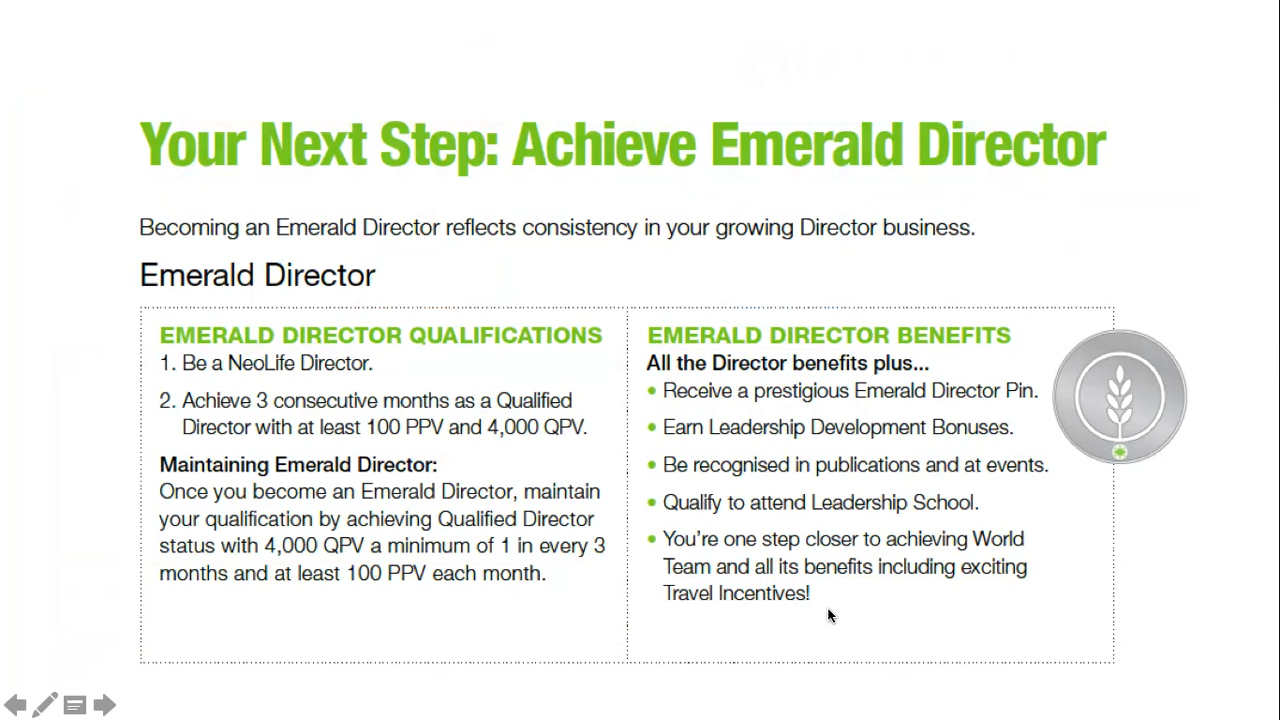 Your Next Step: Achieve Emerald Director
Becoming an Emerald Director reflects consistency in your growing Director business.
Emerald Director
EMERALD DIRECTOR QUALIFICATIONS
1. Be a NeoLife Director.
2. Achieve 3 consecutive months as a Qualified
Director with at least 100 PPV and 4,000 QPV.
Maintaining Emerald Director:
Once you become an Emerald Director, maintain
your qualification by achieving Qualified Director
status with 4,000 QPV a minimum of 1 in every 3
months and at least 100 PPV each month.
EMERALD DIRECTOR BENEFITS
All the Director benefits plus...
• Receive a prestigious Emerald Director Pin.
• Earn Leadership Development Bonuses.
• Be recognised in publications and at events.
• Qualify to attend Leadership School.
• You're one step closer to achieving World
Team and all its benefits including exciting
Travel Incentives!